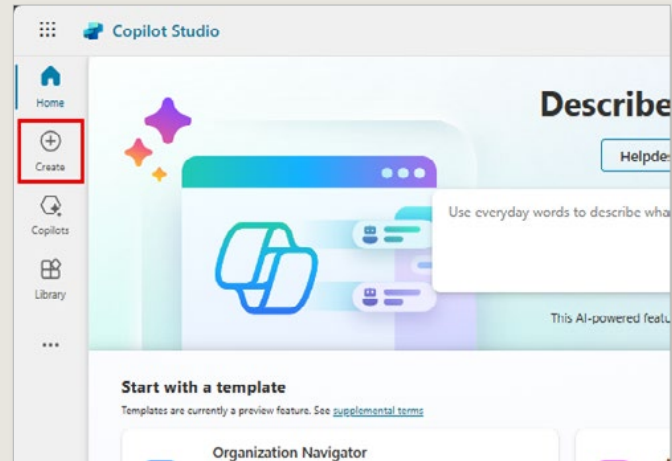 Copilot Studio
Home
Create
Copilots
Library
Describe
Helpde
Use everyday words to describe wha
This AI-powered featu
Start with a template
Templates are currently a preview feature. See supplemental terms
Organization Navigator